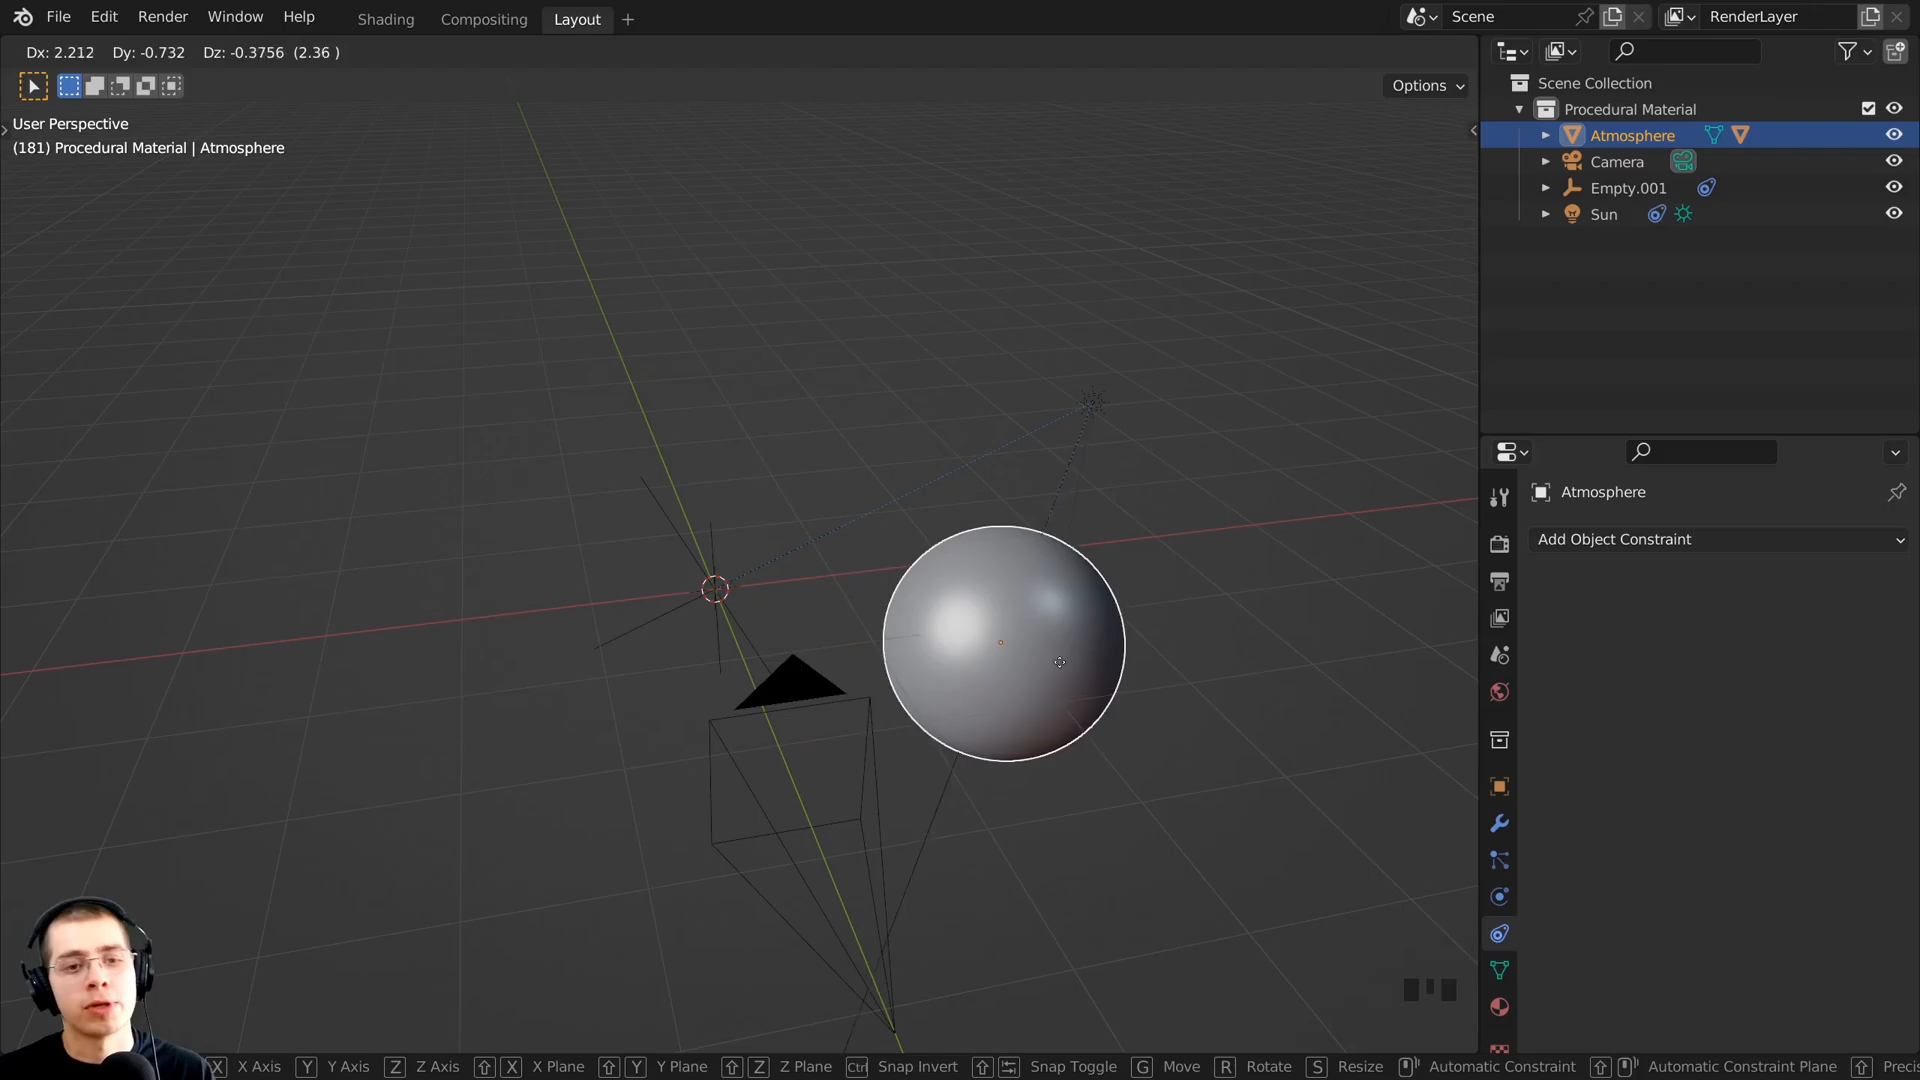 File Edit Render Window Help Shading Compositing Layout + Scene RenderLayer
Dx: 2.212 Dy: -0.732 Dz: -0.3756 (2.36 )
Options
User Perspective
(181) Procedural Material | Atmosphere
Scene Collection
Procedural Material
Atmosphere
Camera
Empty.001
Sun
Atmosphere
Add Object Constraint
X X Axis Y Y Axis Z Z Axis X X Plane Y Y Plane Z Z Plane Ctrl Snap Invert Snap Toggle G Move R Rotate S Resize Automatic Constraint Automatic Constraint Plane Precis